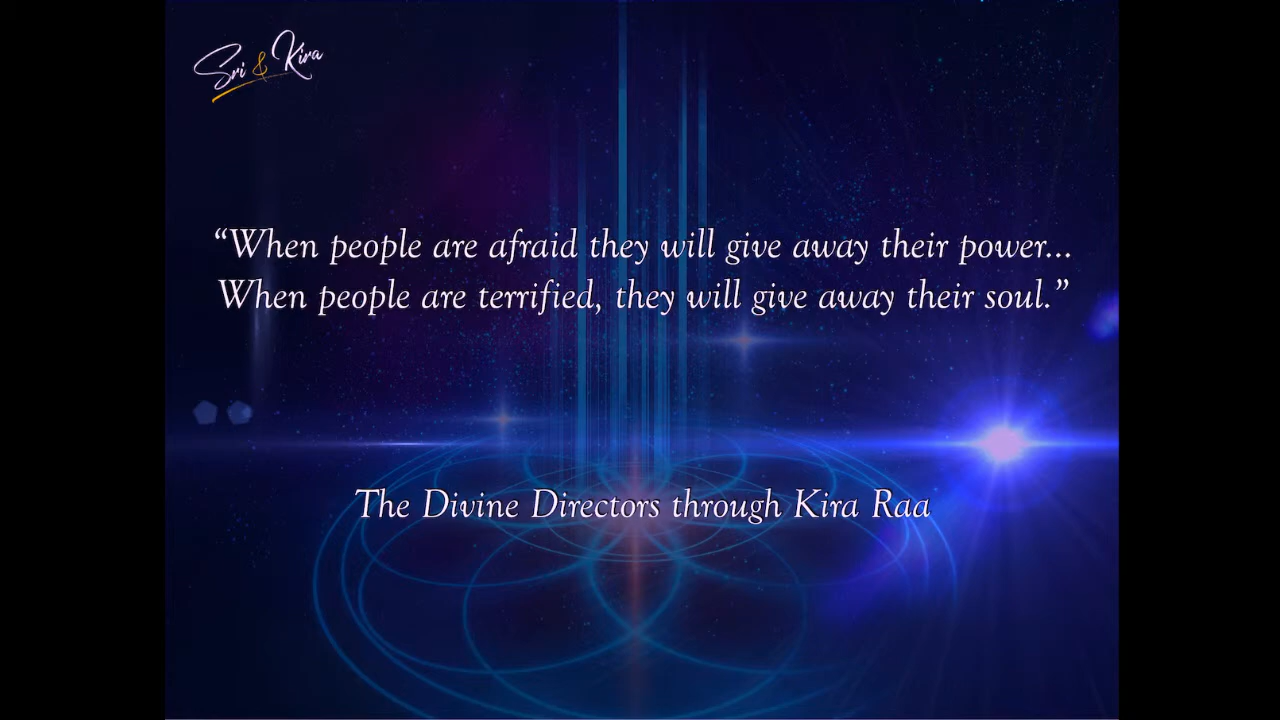 Sri & Kira
“When people are afraid they will give away their power...
When people are terrified, they will give away their soul.”
The Divine Directors through Kira Raa